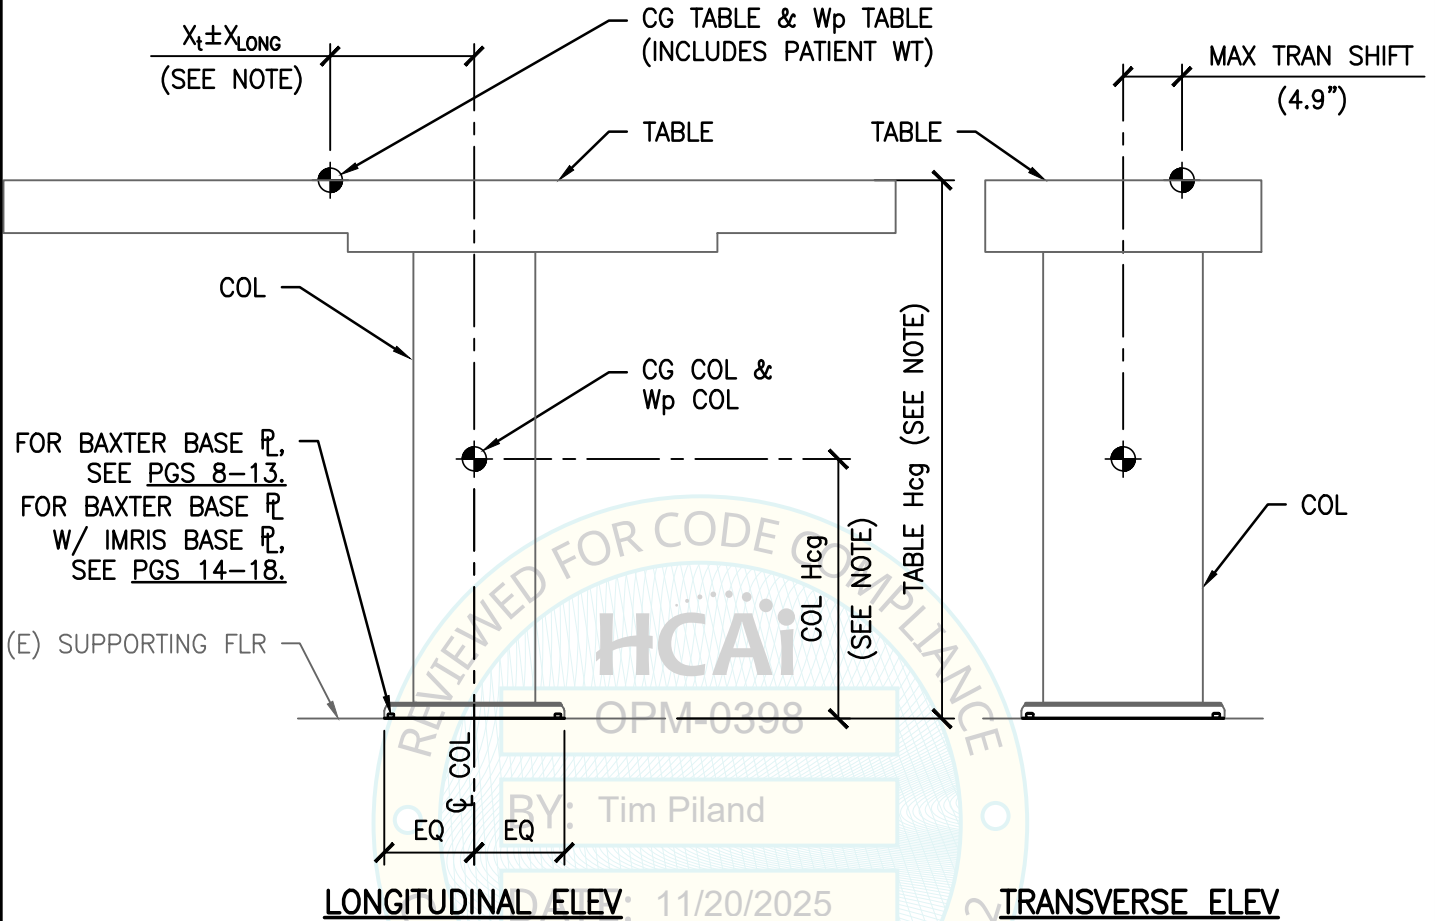 Xt±XLONG
(SEE NOTE)
CG TABLE & Wp TABLE
(INCLUDES PATIENT WT)
MAX TRAN SHIFT
(4.9")
TABLE
TABLE
COL
CG COL &
Wp COL
TABLE Hcg (SEE NOTE)
COL Hcg
(SEE NOTE)
FOR BAXTER BASE ⅊,
SEE PGS 8-13.
FOR BAXTER BASE ⅊
W/ IMRIS BASE ⅊,
SEE PGS 14-18.
COL
(E) SUPPORTING FLR
REVIEWED FOR CODE COMPLIANCE
HCAi
OPM-0398
BY: Tim Piland
DATE: 11/20/2025
℄ COL
EQ
EQ
LONGITUDINAL ELEV
TRANSVERSE ELEV